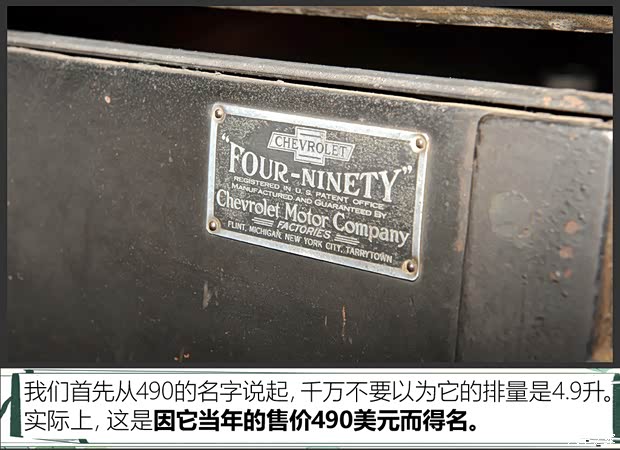 CHEVROLET
"FOUR-NINETY"
REGISTERED IN U.S. PATENT OFFICE
MANUFACTURED AND GUARANTEED BY
Chevrolet Motor Company
FACTORIES
FLINT, MICHIGAN, NEW YORK CITY, TARRYTOWN
我们首先从490的名字说起,千万不要以为它的排量是4.9升。
实际上,这是因它当年的售价490美元而得名。